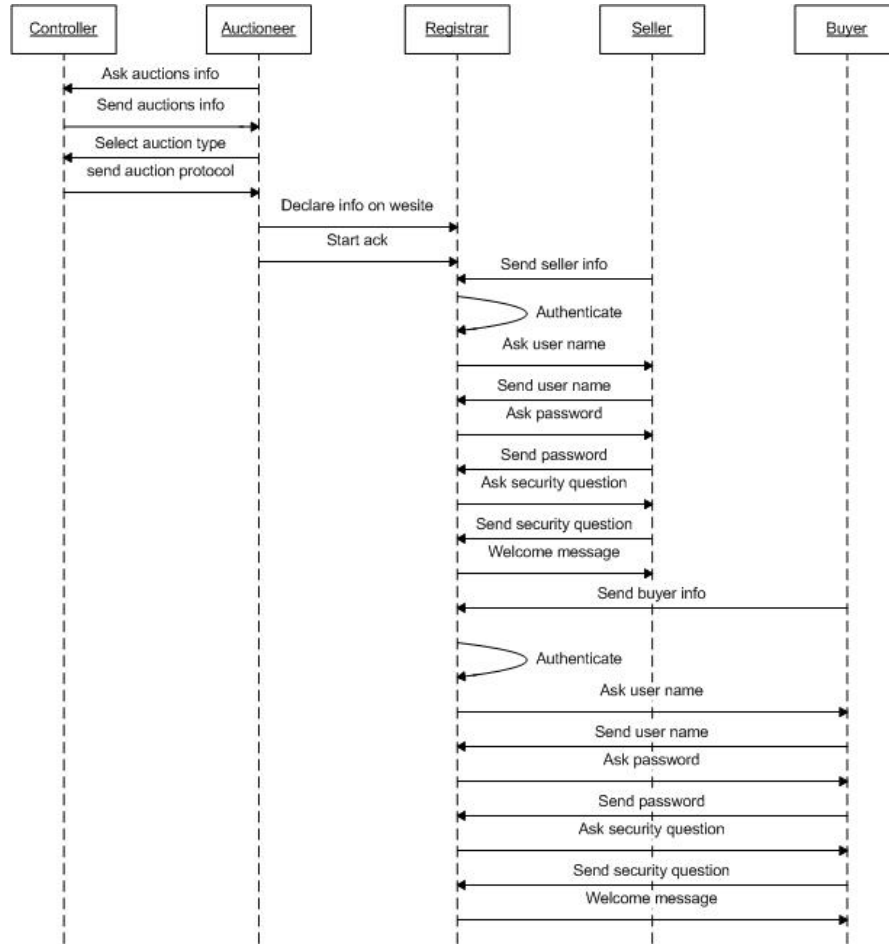 Controller
Auctioneer
Registrar
Seller
Buyer
Ask auctions info
Send auctions info
Select auction type
send auction protocol
Declare info on wesite
Start ack
Send seller info
Authenticate
Ask user name
Send user name
Ask password
Send password
Ask security question
Send security question
Welcome message
Send buyer info
Authenticate
Ask user name
Send user name
Ask password
Send password
Ask security question
Send security question
Welcome message